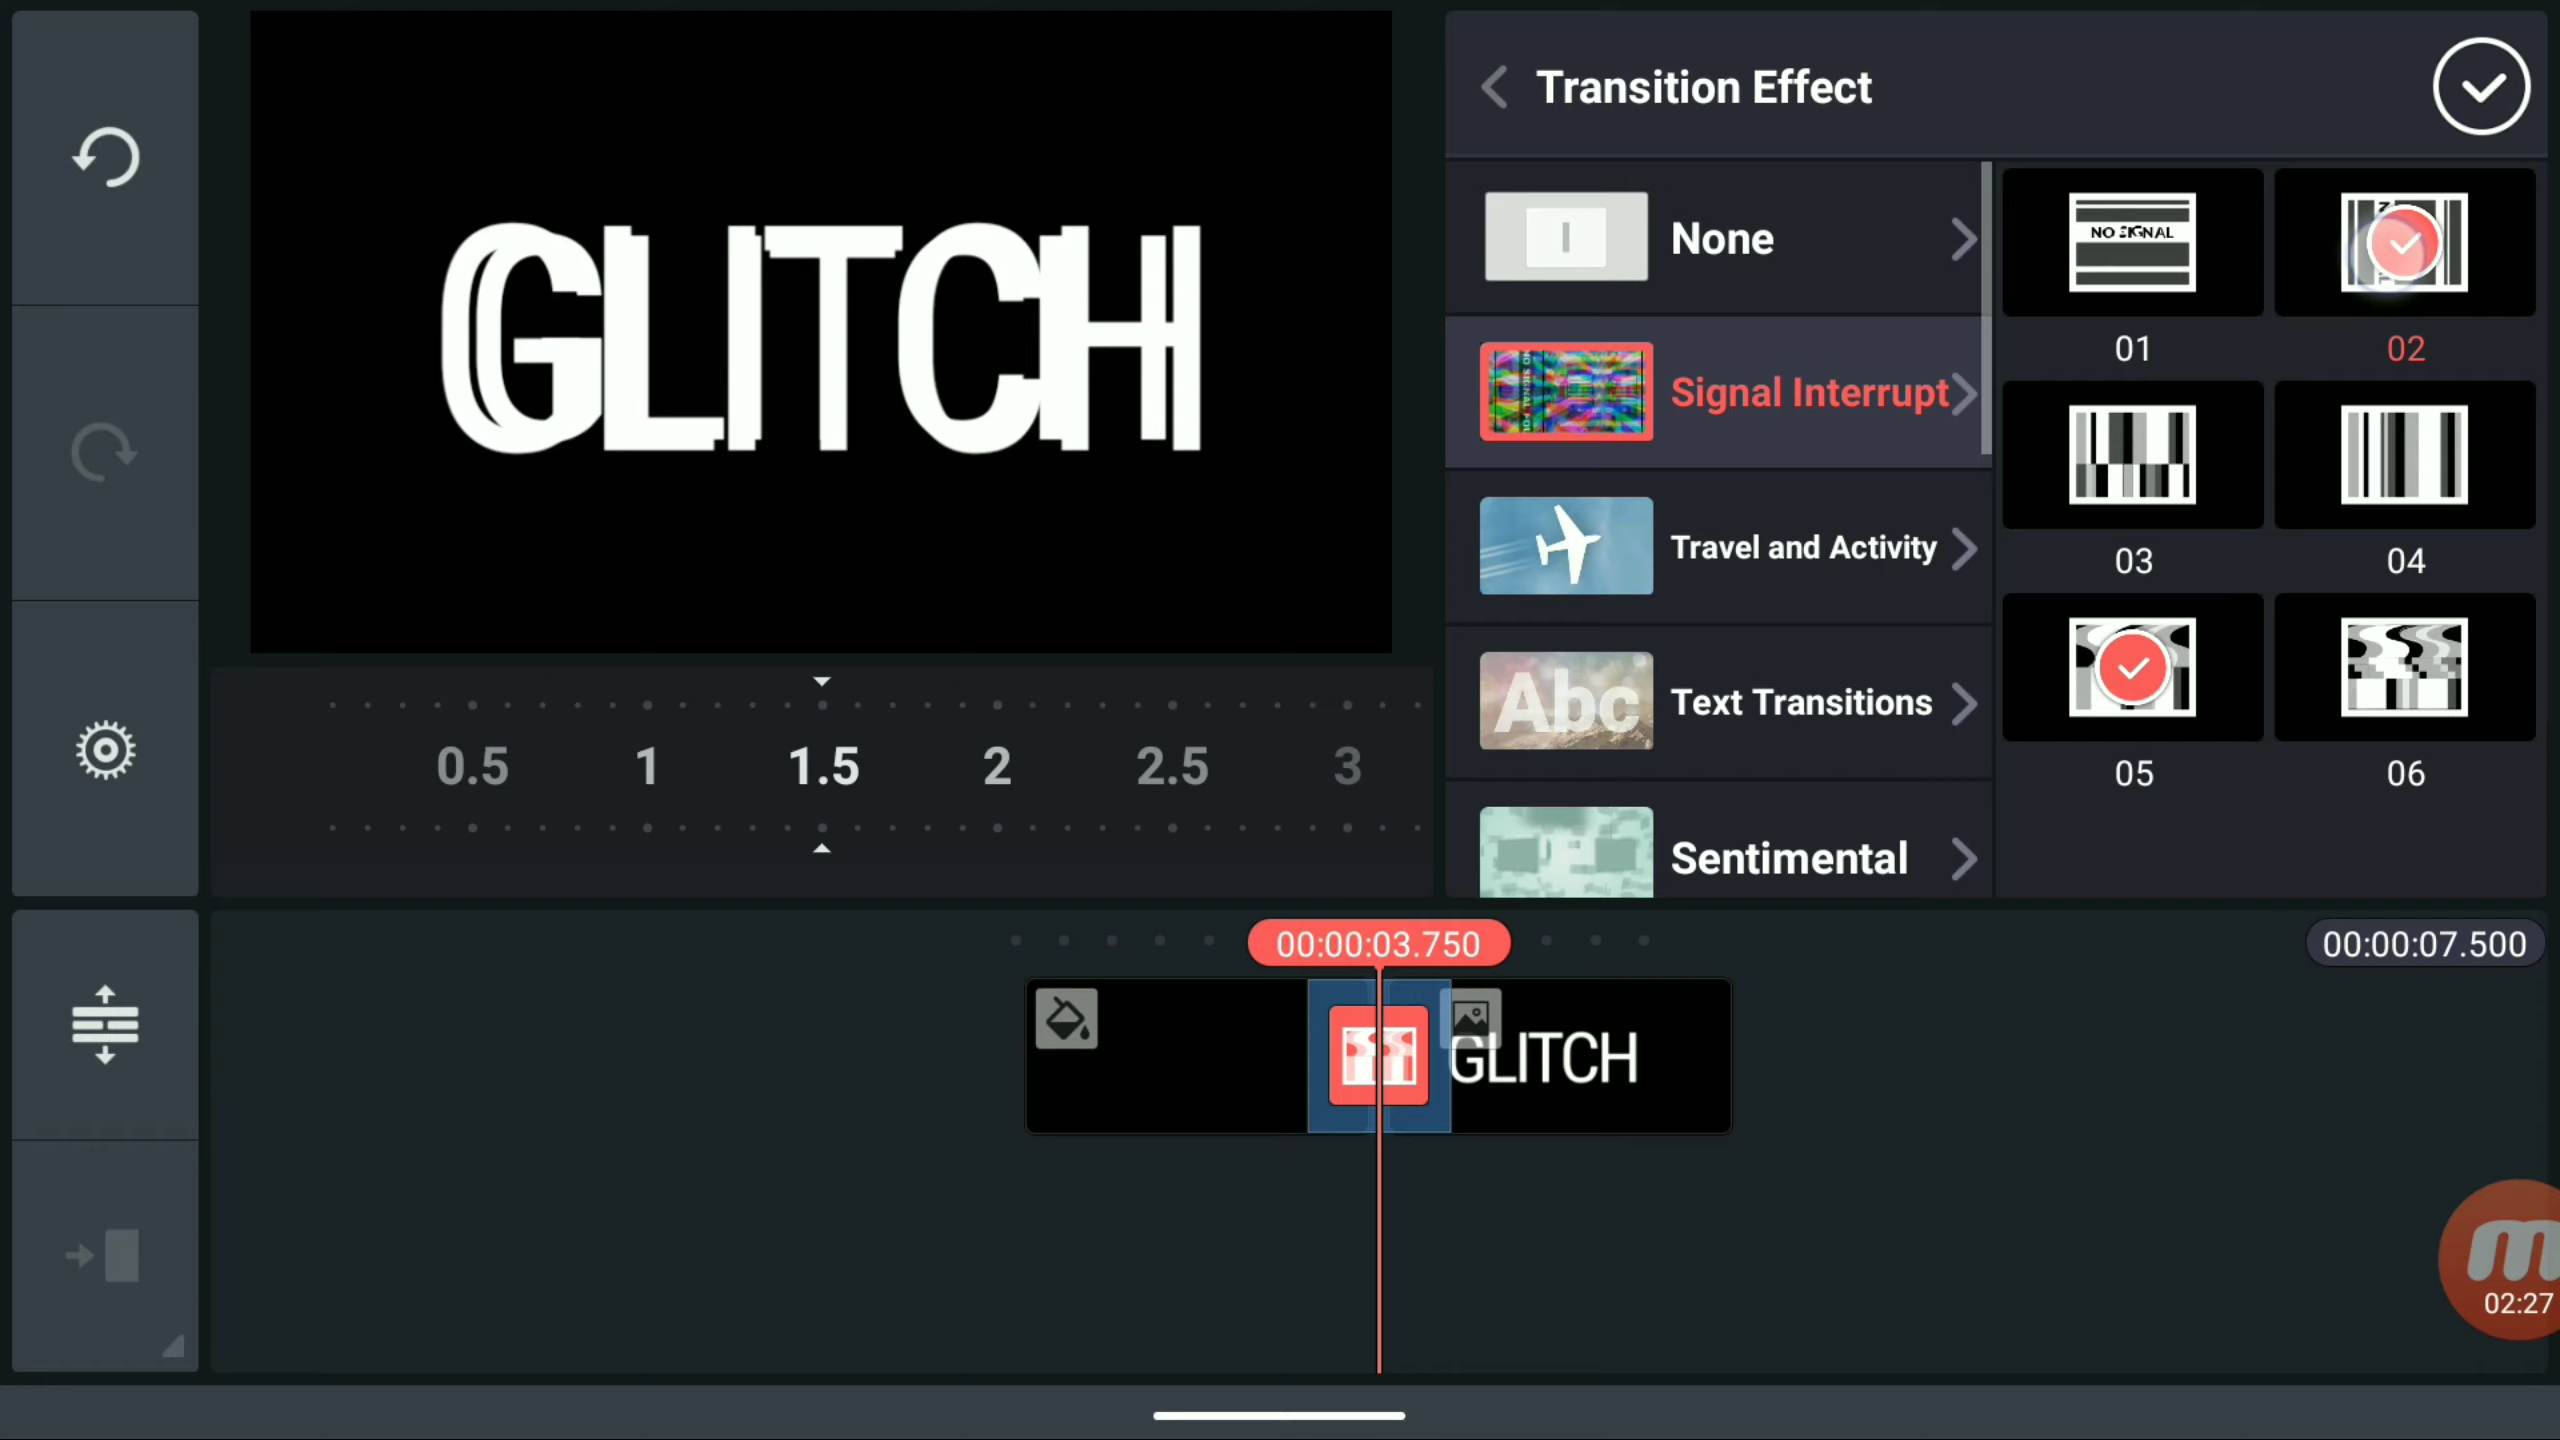 GLITCH
Transition Effect
None
Signal Interrupt
Travel and Activity
Abc
Text Transitions
Sentimental
NO SIGNAL
01
02
03
04
05
06
0.5
1
1.5
2
2.5
3
00:00:03.750
00:00:07.500
GLITCH
02:27